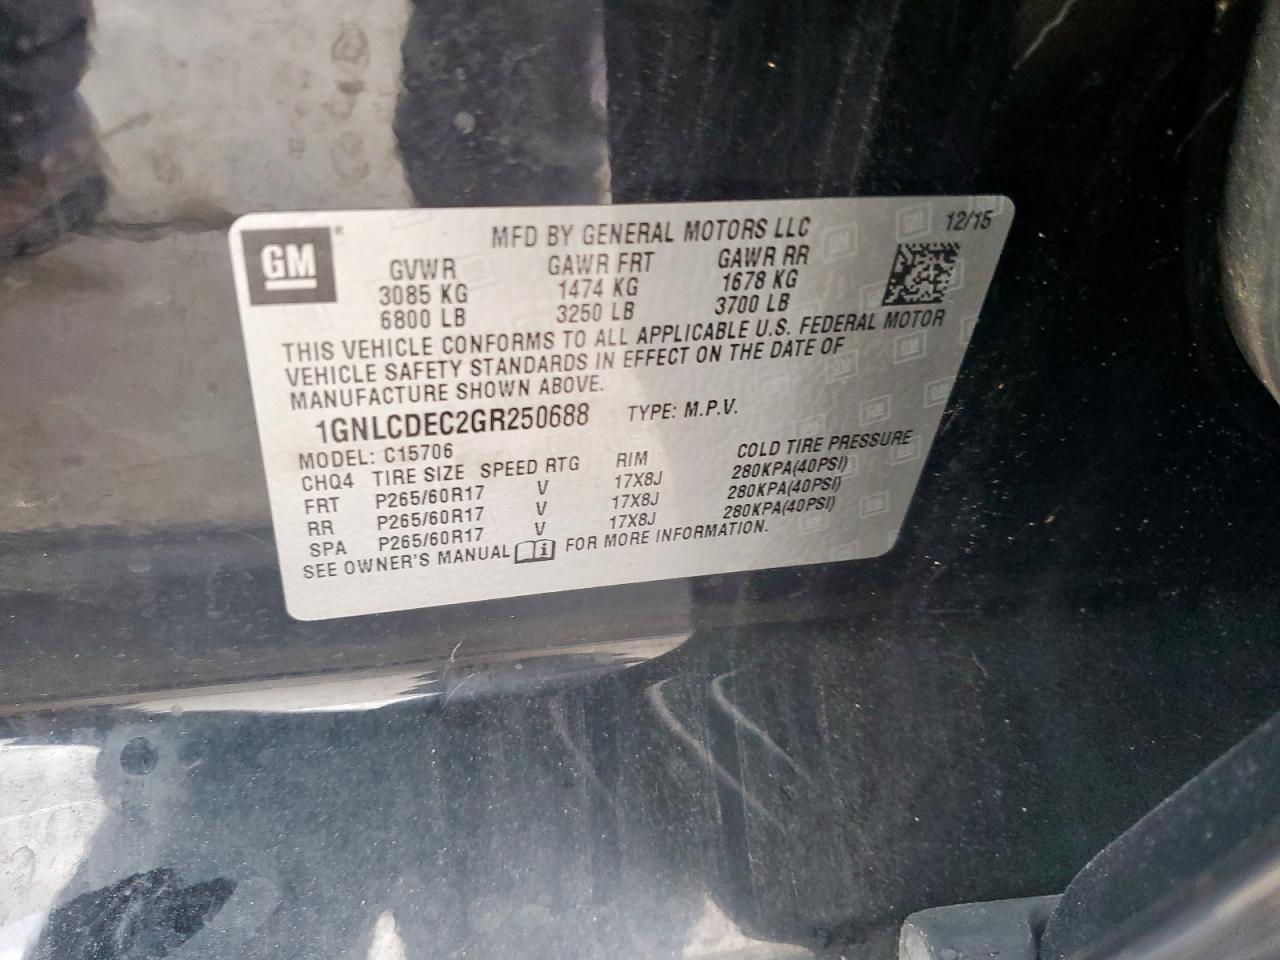 GM
MFD BY GENERAL MOTORS LLC 12/15
GVWR GAWR FRT GAWR RR
3085 KG 1474 KG 1678 KG
6800 LB 3250 LB 3700 LB
THIS VEHICLE CONFORMS TO ALL APPLICABLE U.S. FEDERAL MOTOR
VEHICLE SAFETY STANDARDS IN EFFECT ON THE DATE OF
MANUFACTURE SHOWN ABOVE.
1GNLCDEC2GR250688 TYPE: M.P.V.
MODEL: C15706
CHQ4 TIRE SIZE SPEED RTG RIM COLD TIRE PRESSURE
FRT P265/60R17 V 17X8J 280KPA(40PSI)
RR P265/60R17 V 17X8J 280KPA(40PSI)
SPA P265/60R17 V 17X8J 280KPA(40PSI)
SEE OWNER'S MANUAL FOR MORE INFORMATION.